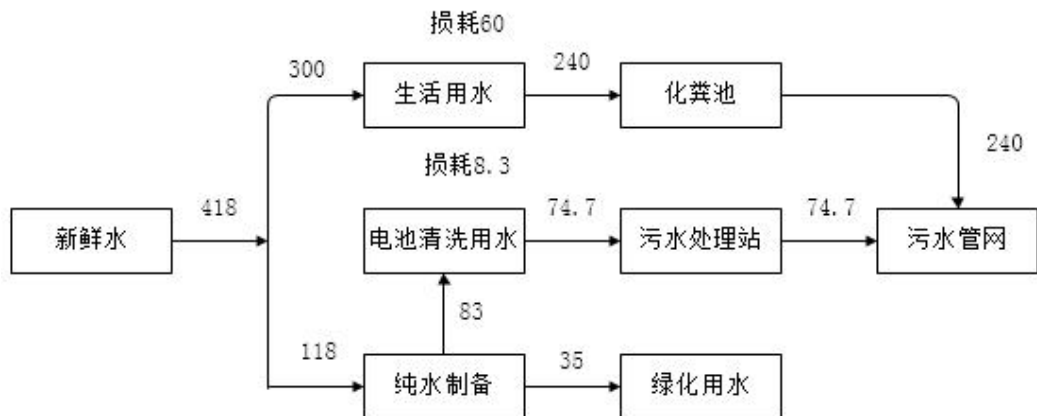 损耗60
300
生活用水
240
化粪池
240
损耗8.3
新鲜水
418
电池清洗用水
74.7
污水处理站
74.7
污水管网
83
118
纯水制备
35
绿化用水